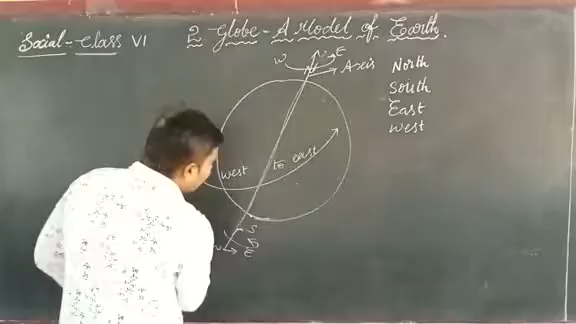 Social - Class VI
2. Globe - A Model of Earth.
N
W E
Axis
North
South
East
West
west to east
S
E